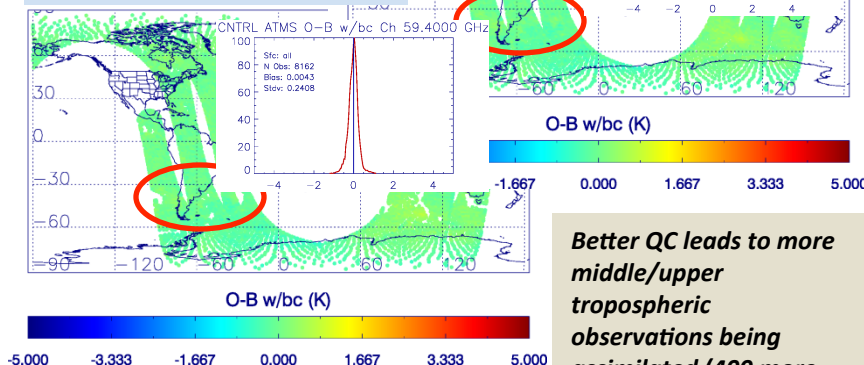 CNTRL ATMS O-B w/bc Ch 59.4000 GHz
100
80
60
40
20
0
Sfc: all
N Obs: 8162
Bias: 0.0043
Stdv: 0.2408
-4 -2 0 2 4
30
0
-30
-60
-90 -120 -60 0 60 120
O-B w/bc (K)
-5.000 -3.333 -1.667 0.000 1.667 3.333 5.000
-4 -2 0 2 4
-60 0 60 120
O-B w/bc (K)
-1.667 0.000 1.667 3.333 5.000
Better QC leads to more
middle/upper
tropospheric
observations being